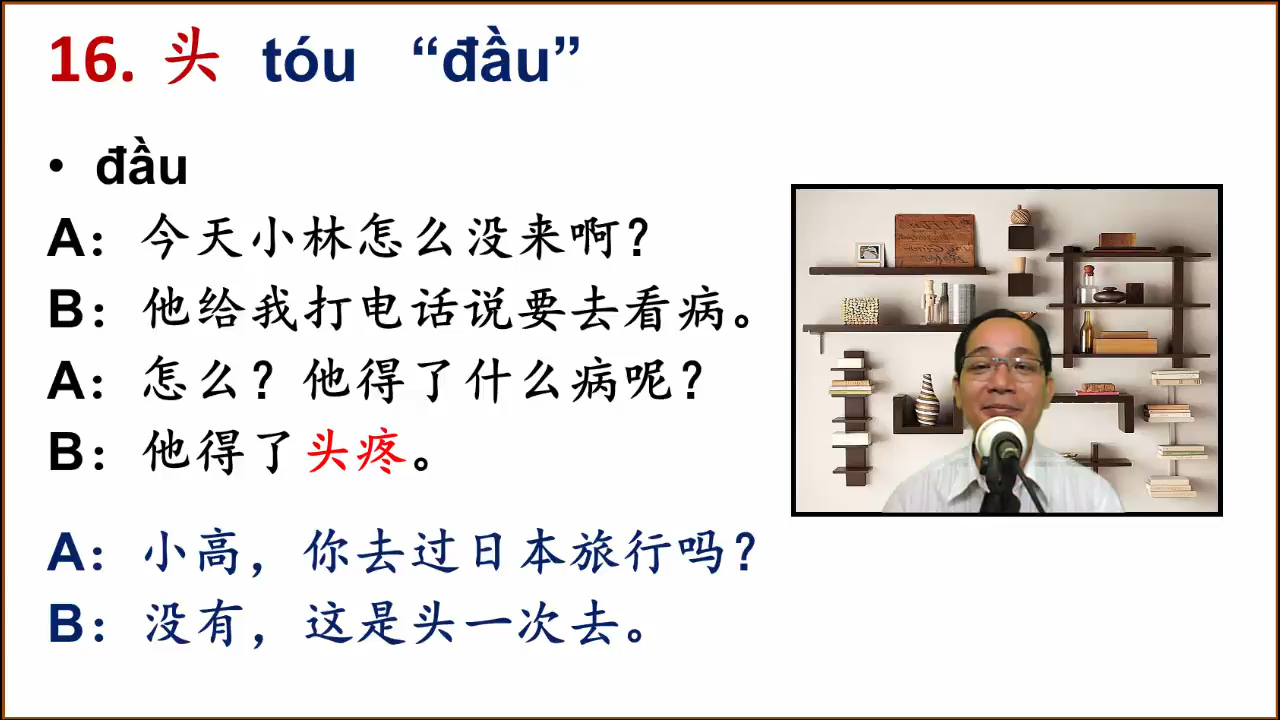 16. 头 tóu “đầu”
• đầu
A：今天小林怎么没来啊？
B：他给我打电话说要去看病。
A：怎么？他得了什么病呢？
B：他得了头疼。
A：小高，你去过日本旅行吗？
B：没有，这是头一次去。